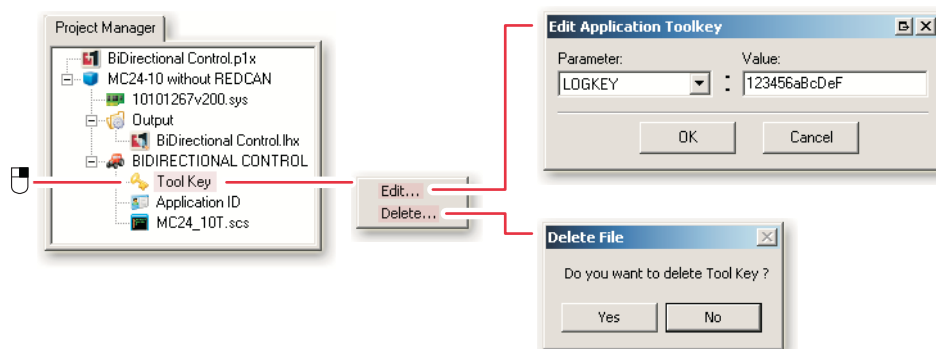 Project Manager
BiDirectional Control.p1x
MC24-10 without REDCAN
10101267v200.sys
Output
BiDirectional Control.lhx
BIDIRECTIONAL CONTROL
Tool Key
Application ID
MC24_10T.scs
Edit...
Delete...
Edit Application Toolkey
Parameter: Value:
LOGKEY : 123456aBcDeF
OK Cancel
Delete File
Do you want to delete Tool Key ?
Yes No